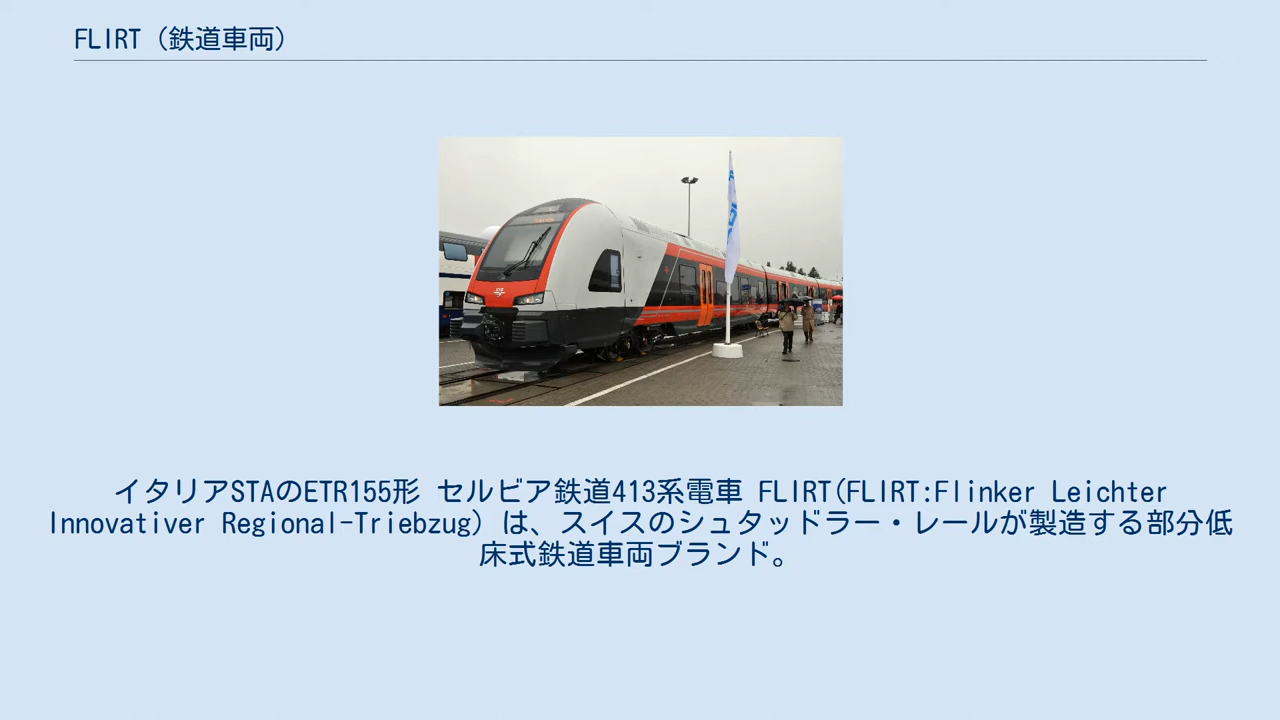 FLIRT（鉄道車両）
イタリアSTAのETR155形 セルビア鉄道413系電車 FLIRT(FLIRT:Flinker Leichter
Innovativer Regional-Triebzug) は、スイスのシュタッドラー・レールが製造する部分低
床式鉄道車両ブランド。